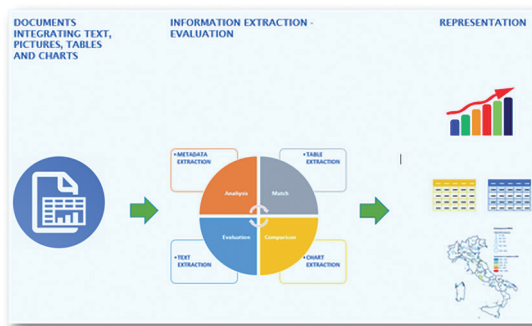 DOCUMENTS
INTEGRATING TEXT,
PICTURES, TABLES
AND CHARTS
INFORMATION EXTRACTION -
EVALUATION
REPRESENTATION
• METADATA
EXTRACTION
• TABLE
EXTRACTION
Analysis
Match
Evaluation
Comparison
• TEXT
EXTRACTION
• CHART
EXTRACTION